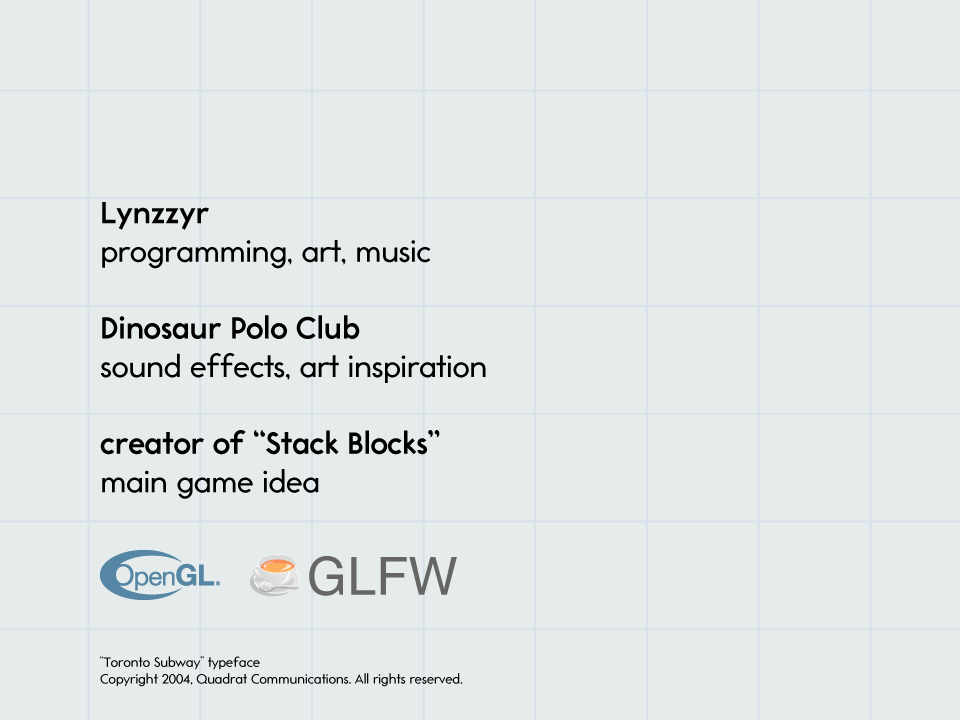 Lynzzyr
programming, art, music
Dinosaur Polo Club
sound effects, art inspiration
creator of “Stack Blocks”
main game idea
OpenGL. GLFW
"Toronto Subway" typeface
Copyright 2004, Quadrat Communications. All rights reserved.